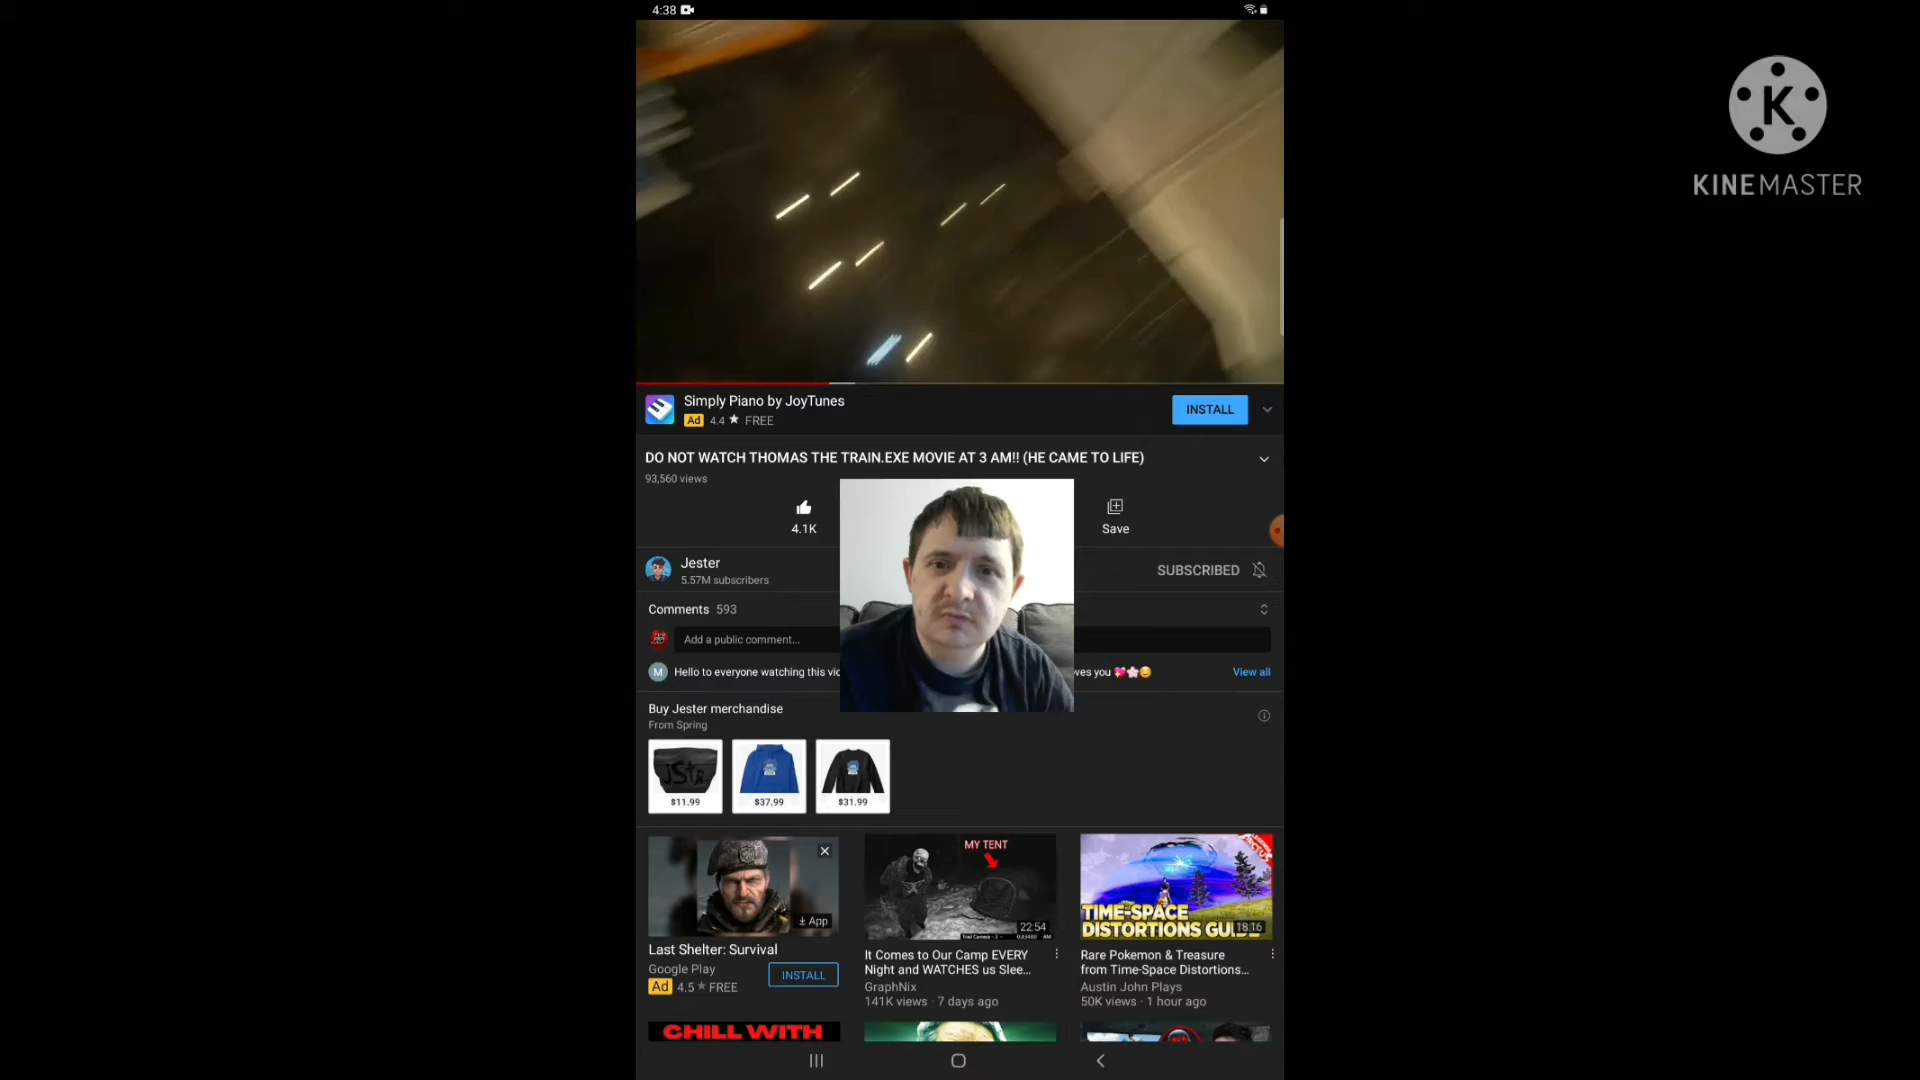 4:38
KINEMASTER
Simply Piano by JoyTunes
Ad 4.4 ★ FREE
INSTALL
DO NOT WATCH THOMAS THE TRAIN.EXE MOVIE AT 3 AM!! (HE CAME TO LIFE)
93,560 views
4.1K
Save
Jester
5.57M subscribers
SUBSCRIBED
Comments 593
Add a public comment...
M
Hello to everyone watching this
you 💖🌸☺️
View all
Buy Jester merchandise
From Spring
$11.99
$37.99
$31.99
App
Last Shelter: Survival
Google Play
Ad 4.5 ★ FREE
INSTALL
MY TENT
22:54
It Comes to Our Camp EVERY
Night and WATCHES us Slee...
GraphNix
141K views · 7 days ago
TIME-SPACE
DISTORTIONS
18:16
Rare Pokemon & Treasure
from Time-Space Distortions...
Austin John Plays
50K views · 1 hour ago
CHILL WITH